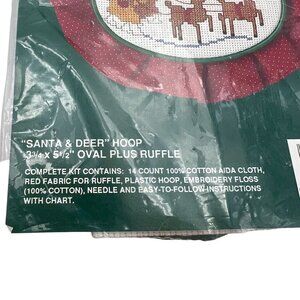 "SANTA & DEER" HOOP
3¾ x 5½" OVAL PLUS RUFFLE
COMPLETE KIT CONTAINS: 14 COUNT 100% COTTON AIDA CLOTH,
RED FABRIC FOR RUFFLE, PLASTIC HOOP, EMBROIDERY FLOSS
(100% COTTON), NEEDLE AND EASY-TO-FOLLOW INSTRUCTIONS
WITH CHART.